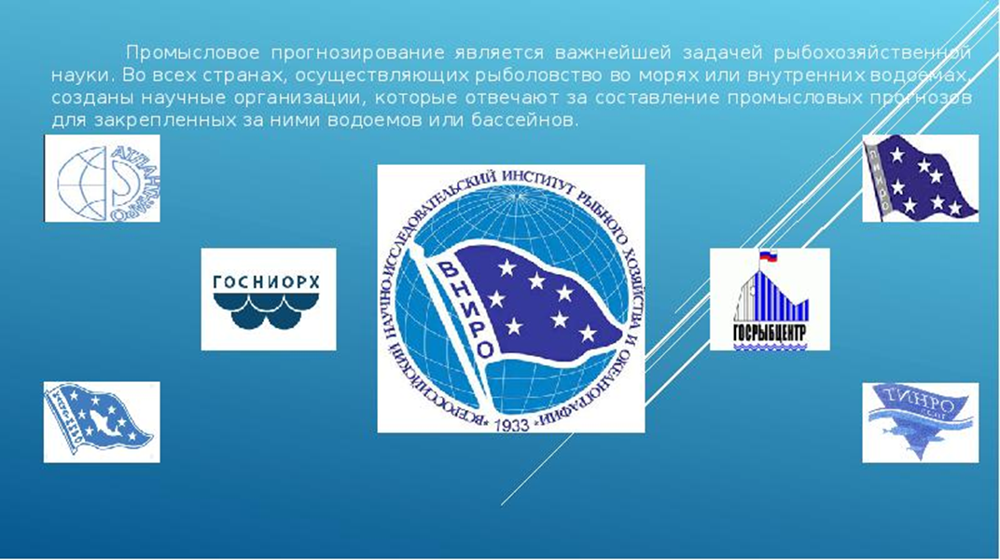 Промысловое прогнозирование является важнейшей задачей рыбохозяйственной
науки. Во всех странах, осуществляющих рыболовство во морях или внутренних водоемах,
созданы научные организации, которые отвечают за составление промысловых прогнозов
для закрепленных за ними водоемов или бассейнов.
АТЛАНТНИРО
ПИНРО
ВСЕРОССИЙСКИЙ НАУЧНО-ИССЛЕДОВАТЕЛЬСКИЙ ИНСТИТУТ РЫБНОГО ХОЗЯЙСТВА И ОКЕАНОГРАФИИ
ВНИРО
* 1933 *
ГОСНИОРХ
ГОСРЫБЦЕНТР
ТИНРО